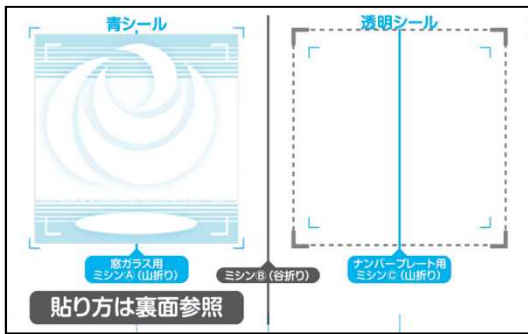 青シール
透明シール
窓ガラス用
ミシンⒶ(山折り)
ミシンⒷ(谷折り)
ナンバープレート用
ミシンⒸ(山折り)
貼り方は裏面参照